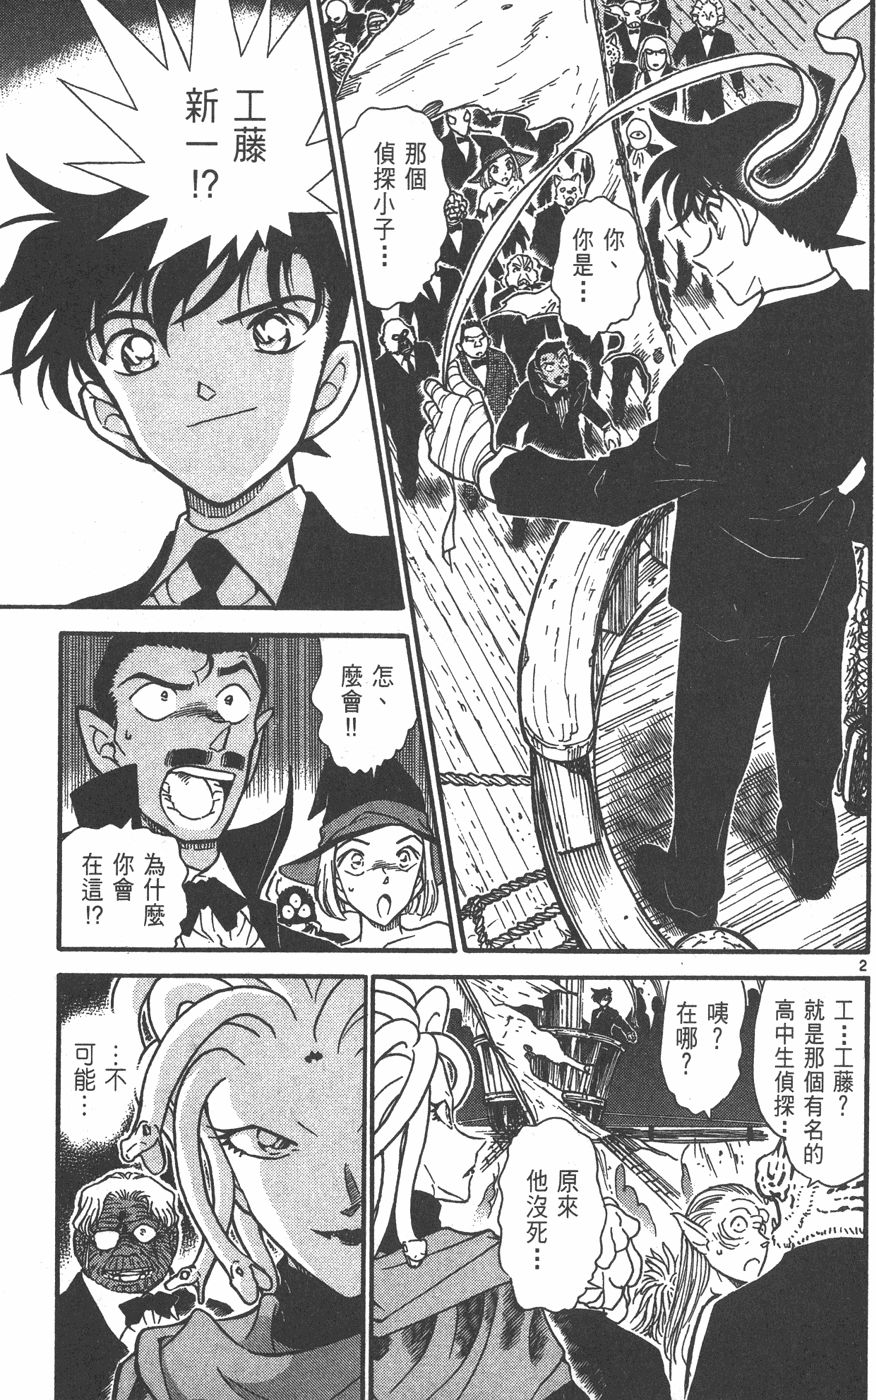 你、
你是…
那個
偵探小子…
工藤
新一!?
怎、
麼會!!
為什麼
你會
在這!?
2
工…工藤?
就是那個有名的
高中生偵探…
咦?
在哪?
原來
他沒死…
…不
可能…